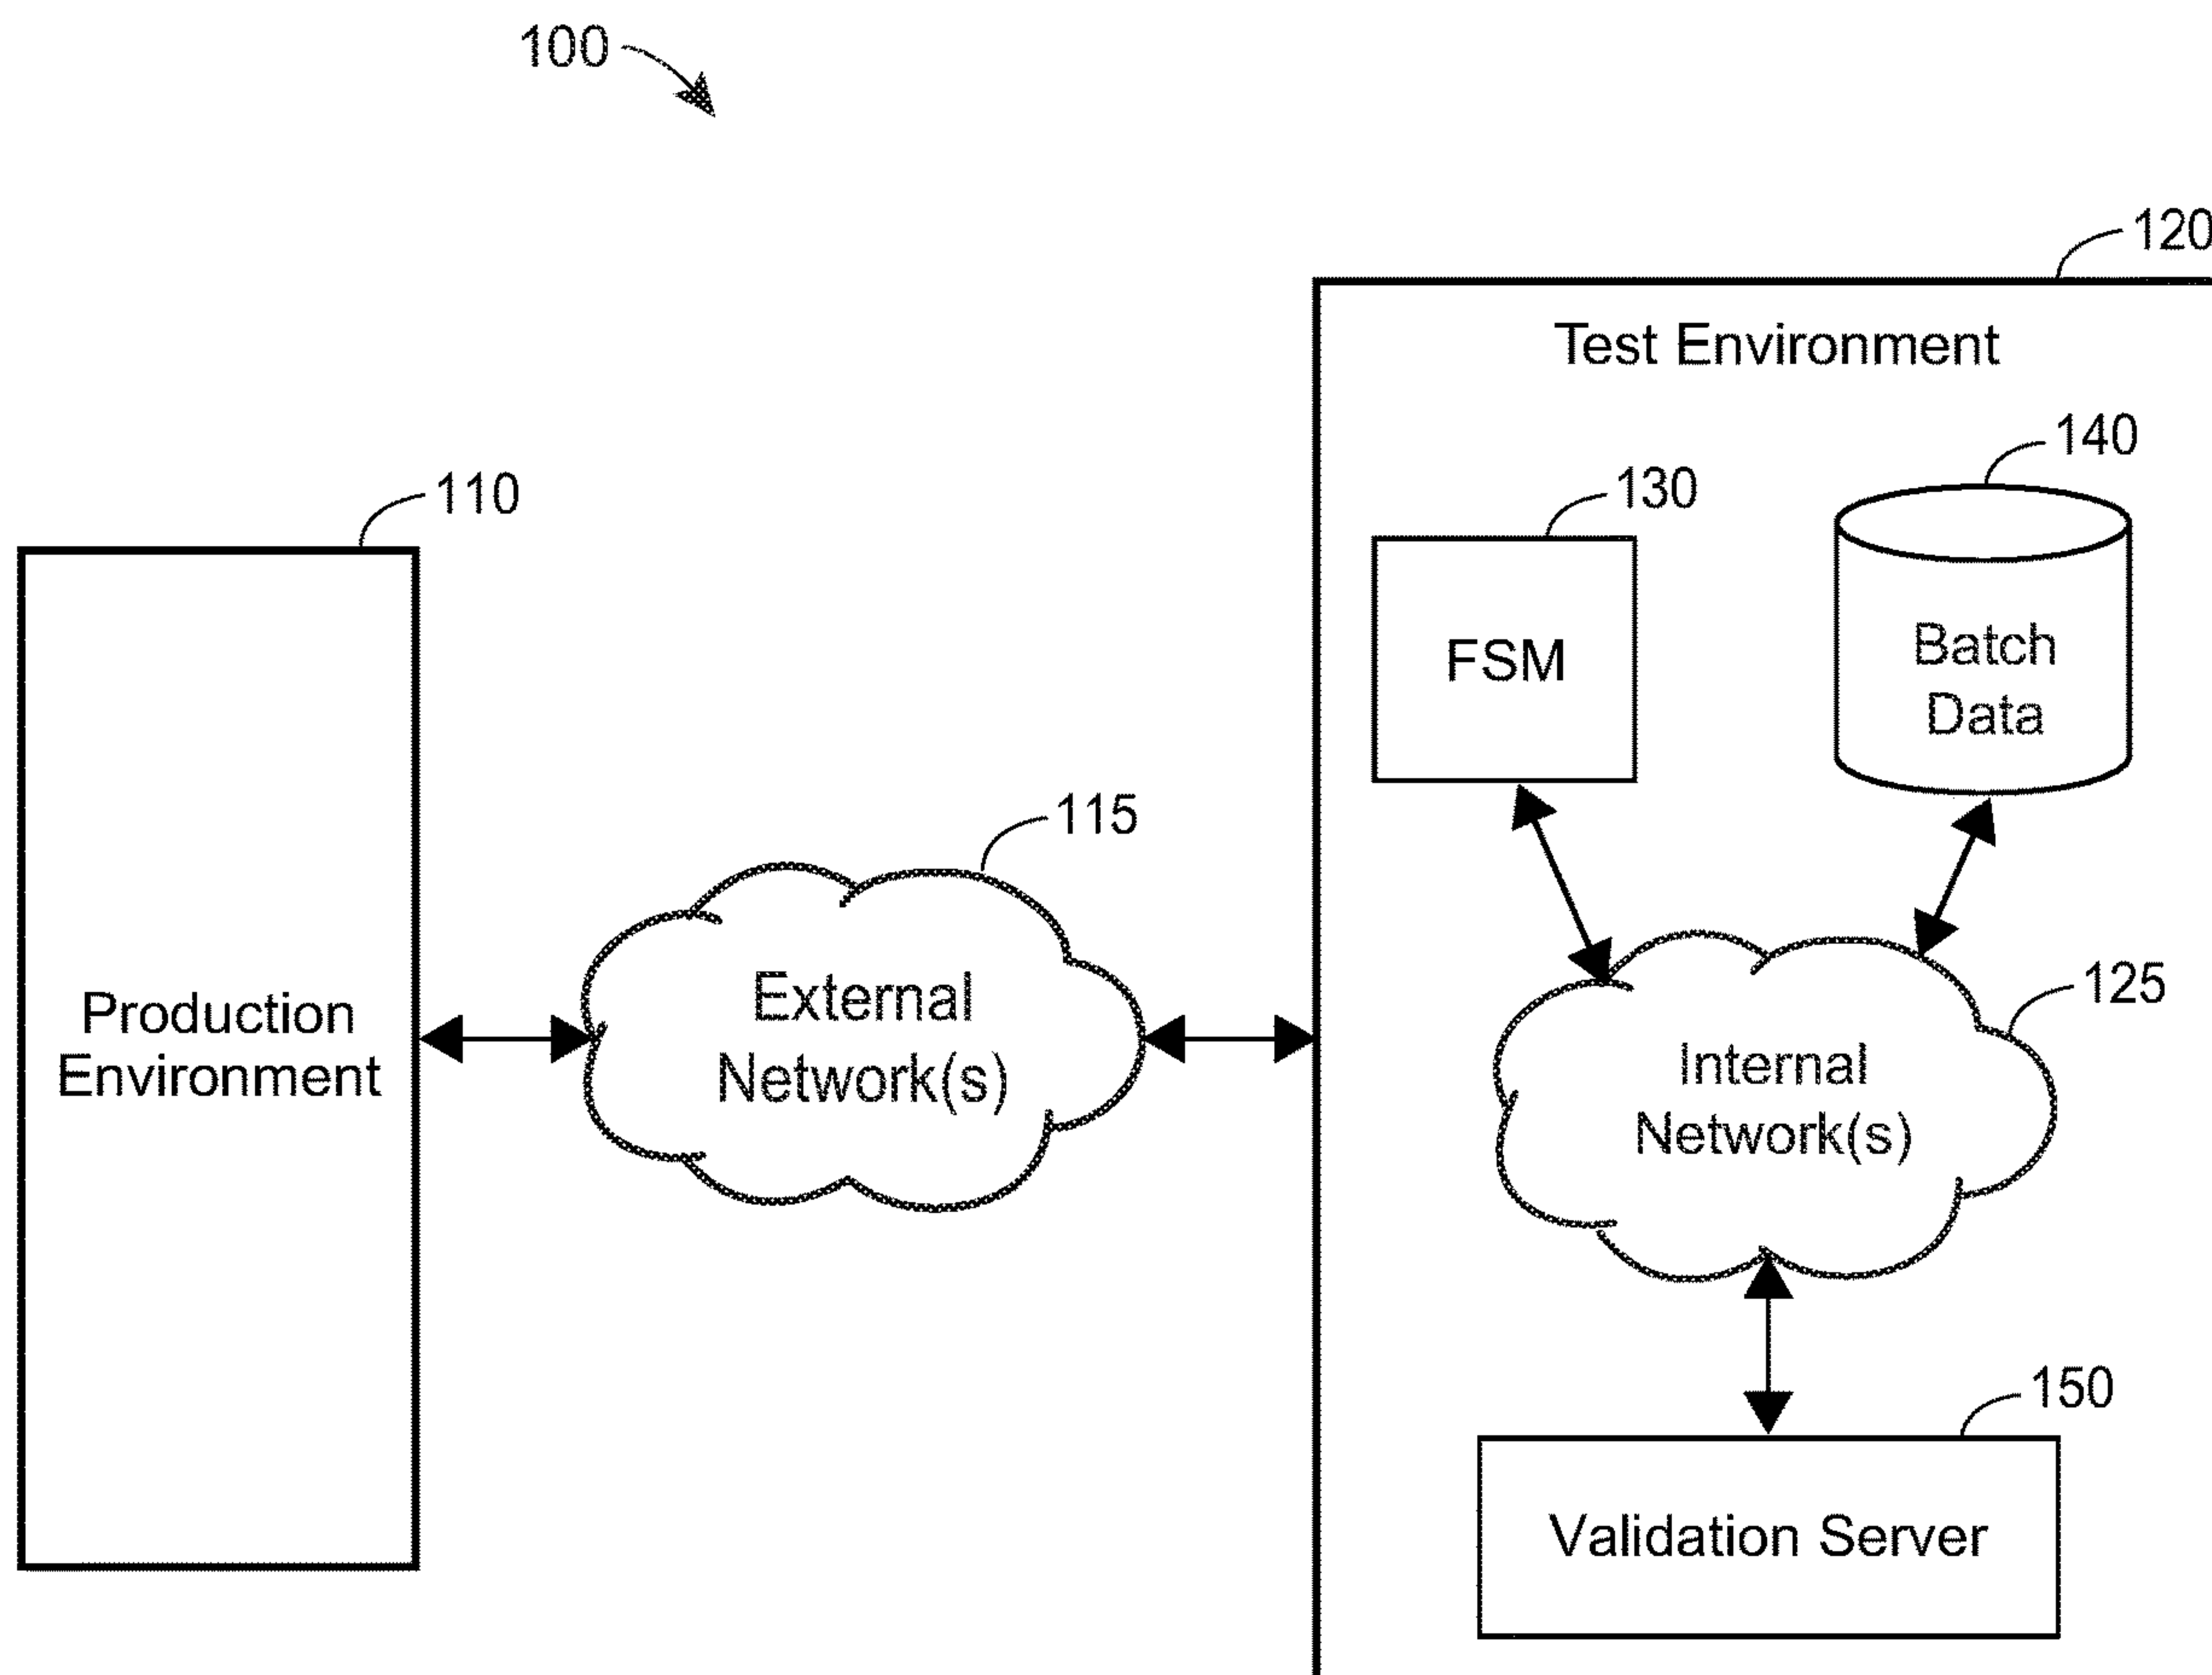 100
120
Test Environment
140
130
110
FSM
Batch
Data
115
External
Network(s)
125
Production
Environment
Internal
Network(s)
150
Validation Server